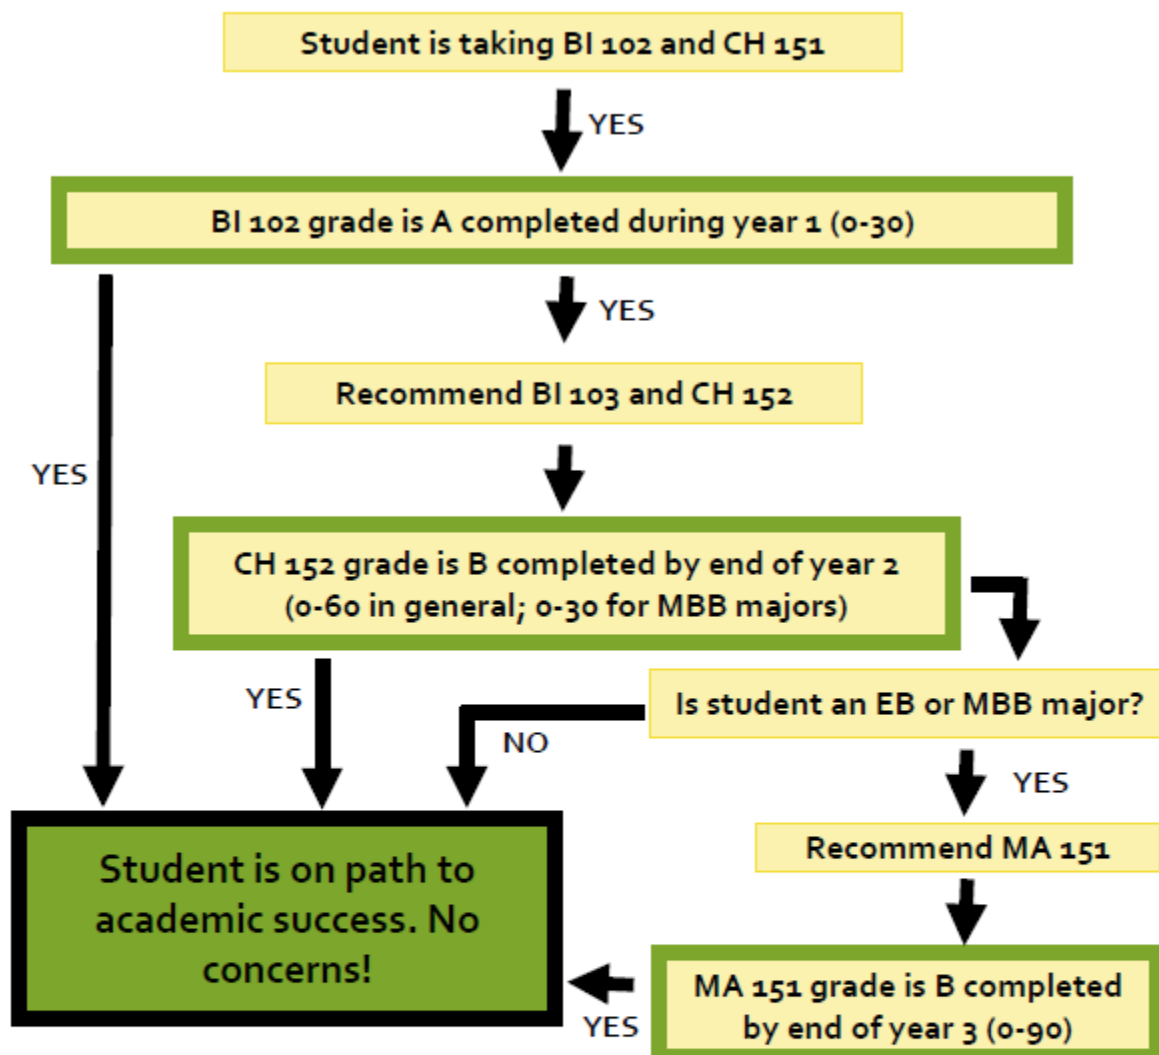 Student is taking BI 102 and CH 151
YES
BI 102 grade is A completed during year 1 (0-30)
YES
Recommend BI 103 and CH 152
YES
CH 152 grade is B completed by end of year 2
(0-60 in general; 0-30 for MBB majors)
YES
Is student an EB or MBB major?
NO
YES
Recommend MA 151
Student is on path to
academic success. No
concerns!
MA 151 grade is B completed
by end of year 3 (0-90)
YES